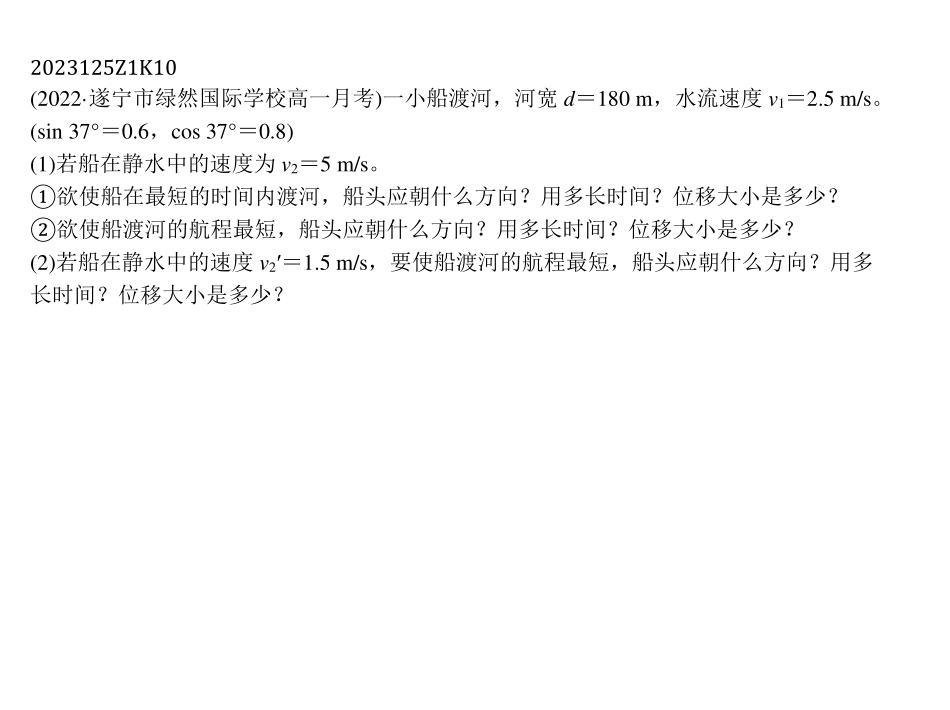 2023125Z1K10
(2022·遂宁市绿然国际学校高一月考)一小船渡河，河宽 d＝180 m，水流速度 v₁＝2.5 m/s。
(sin 37°＝0.6，cos 37°＝0.8)
(1)若船在静水中的速度为 v₂＝5 m/s。
①欲使船在最短的时间内渡河，船头应朝什么方向？用多长时间？位移大小是多少？
②欲使船渡河的航程最短，船头应朝什么方向？用多长时间？位移大小是多少？
(2)若船在静水中的速度 v₂′＝1.5 m/s，要使船渡河的航程最短，船头应朝什么方向？用多
长时间？位移大小是多少？